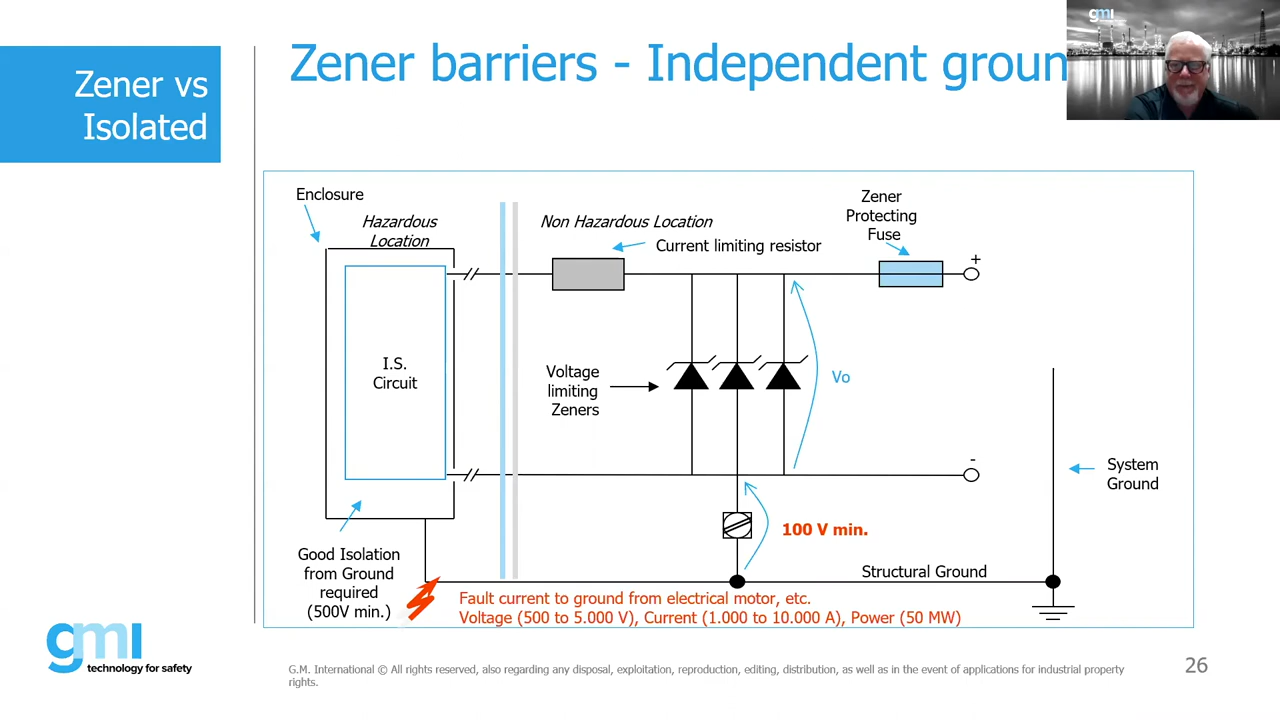 Zener vs
Isolated
Zener barriers - Independent groun
gmi
Enclosure
Hazardous
Location
Non Hazardous Location
Current limiting resistor
Zener
Protecting
Fuse
+
I.S.
Circuit
Voltage
limiting
Zeners
Vo
-
System
Ground
100 V min.
Good Isolation
from Ground
required
(500V min.)
Structural Ground
Fault current to ground from electrical motor, etc.
Voltage (500 to 5.000 V), Current (1.000 to 10.000 A), Power (50 MW)
gmi
technology for safety
G.M. International © All rights reserved, also regarding any disposal, exploitation, reproduction, editing, distribution, as well as in the event of applications for industrial property
rights.
26